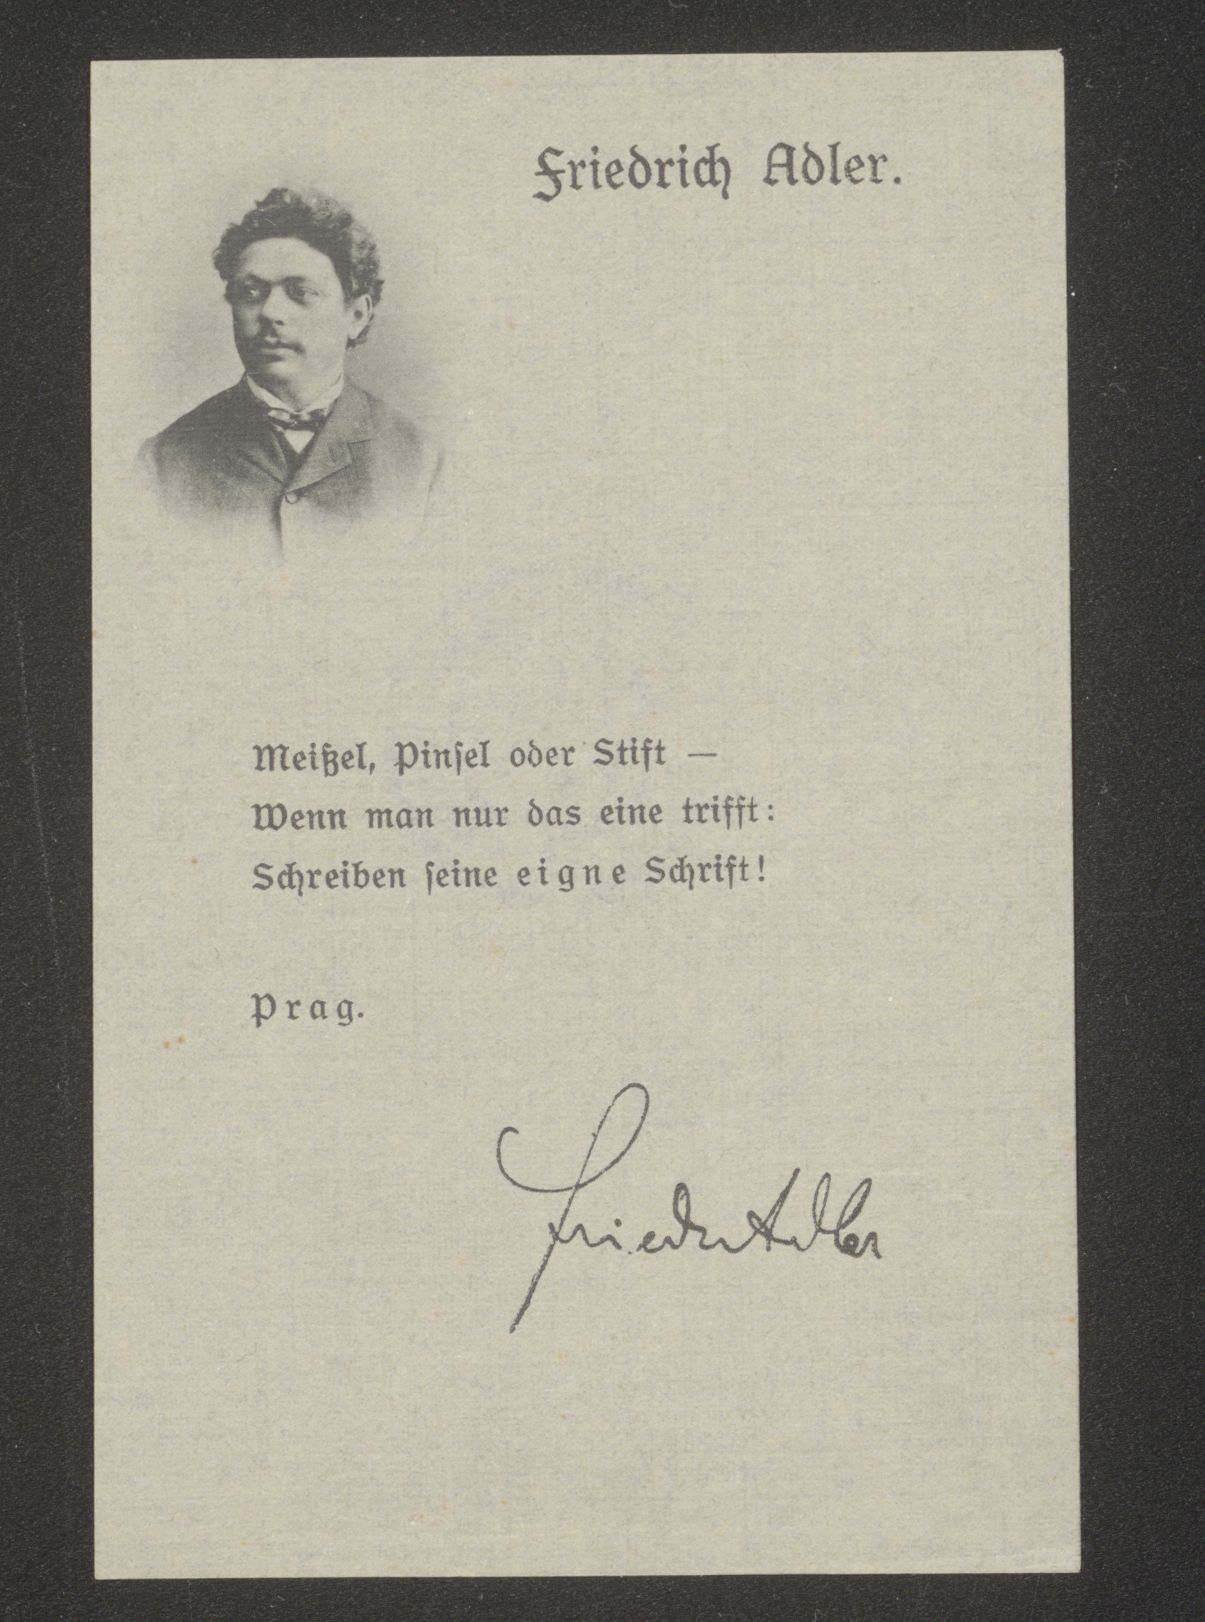 Friedrich Adler.
Meißel, Pinſel oder Stift —
Wenn man nur das eine trifft:
Schreiben ſeine eigne Schrift!
Prag.
Friedr Adler